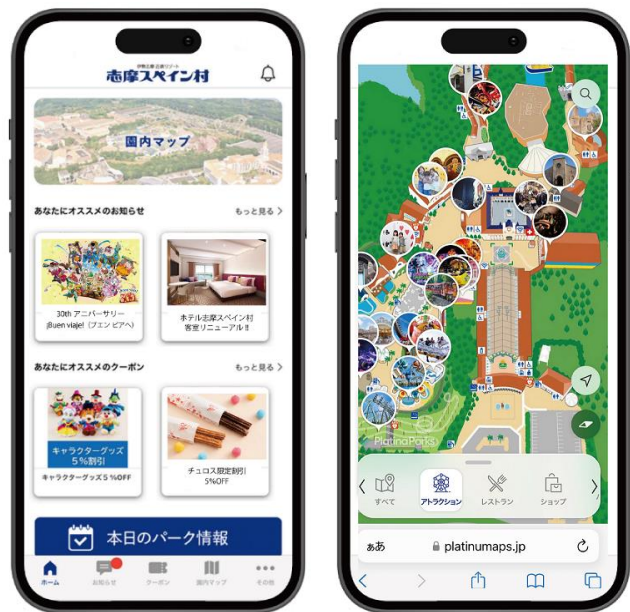 伊勢志摩近鉄リゾート
志摩スペイン村
園内マップ
あなたにオススメのお知らせ
もっと見る >
30th アニバーサリー
¡Buen viaje!（ブエン ビアヘ）
ホテル志摩スペイン村
客室リニューアル!!
あなたにオススメのクーポン
もっと見る >
キャラクターグッズ
5%割引
キャラクターグッズ5%OFF
チュロス限定割引
5%OFF
本日のパーク情報
ホーム
お知らせ
クーポン
園内マップ
その他
PlatinaParks
すべて
アトラクション
レストラン
ショップ
ぁあ
platinumaps.jp